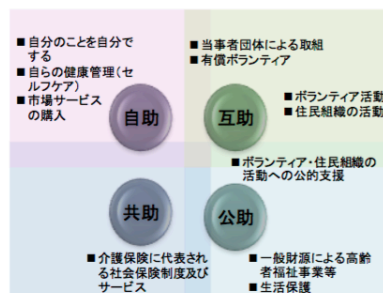 ■ 自分のことを自分で
する
■ 自らの健康管理(セ
ルフケア)
■ 市場サービス
の購入
自助
■ 当事者団体による取組
■ 有償ボランティア
■ ボランティア活動
■ 住民組織の活動
互助
■ ボランティア・住民組織の
活動への公的支援
共助
■ 介護保険に代表され
る社会保険制度及び
サービス
公助
■ 一般財源による高齢
者福祉事業等
■ 生活保護